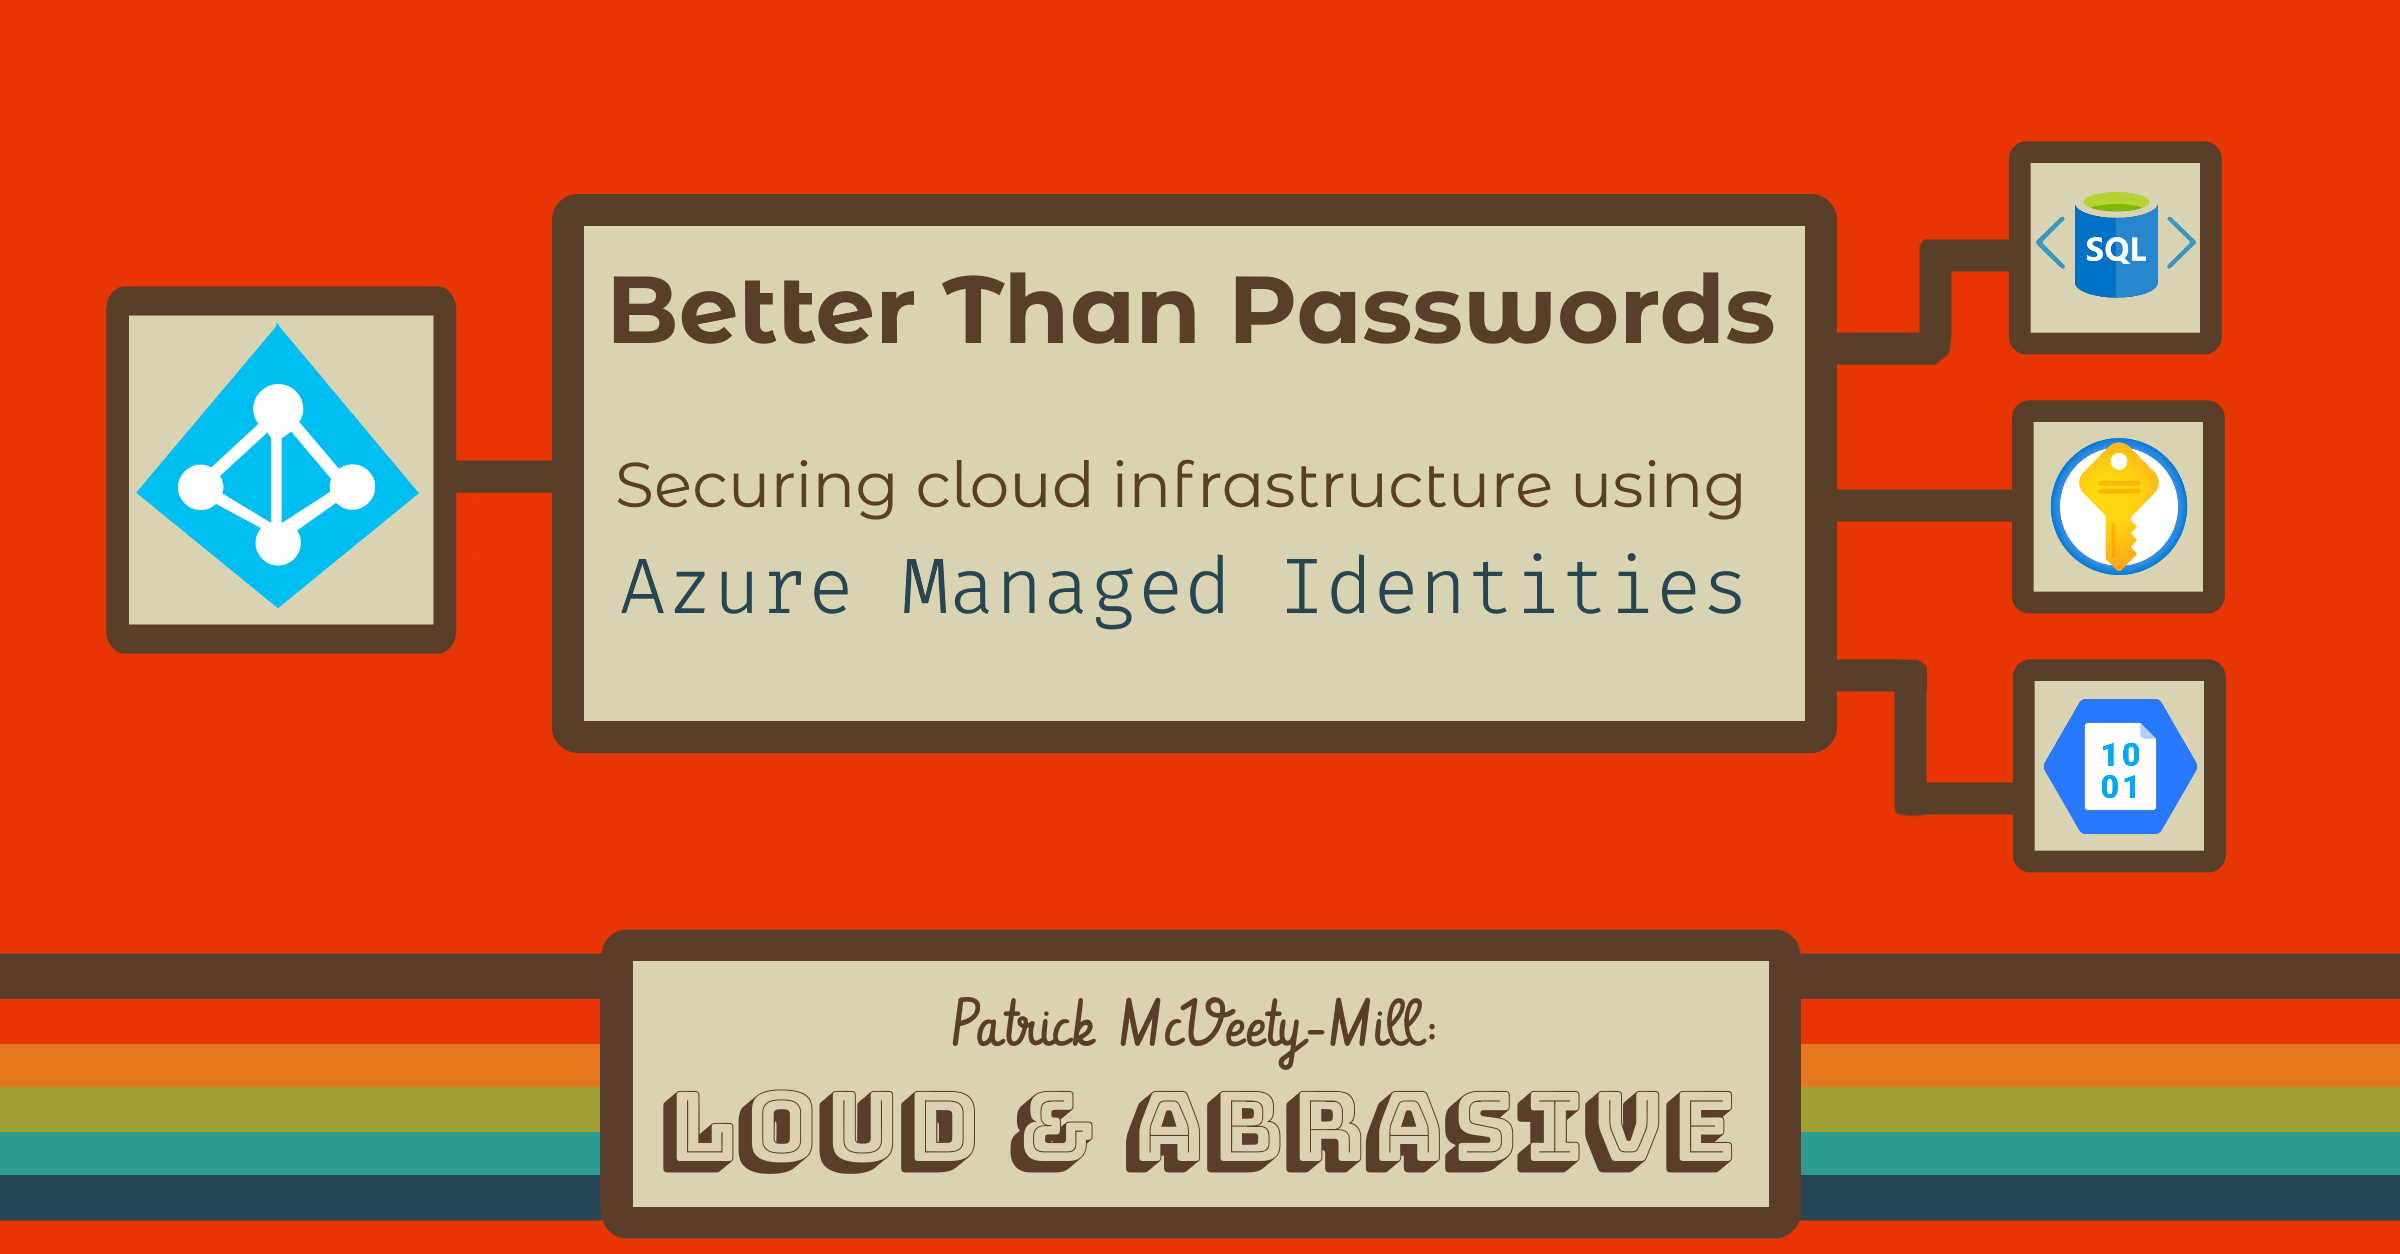 Better Than Passwords
SQL
Securing cloud infrastructure using
Azure Managed Identities
10
01
Patrick McVeety-Mill:
LOUD & ABRASIVE